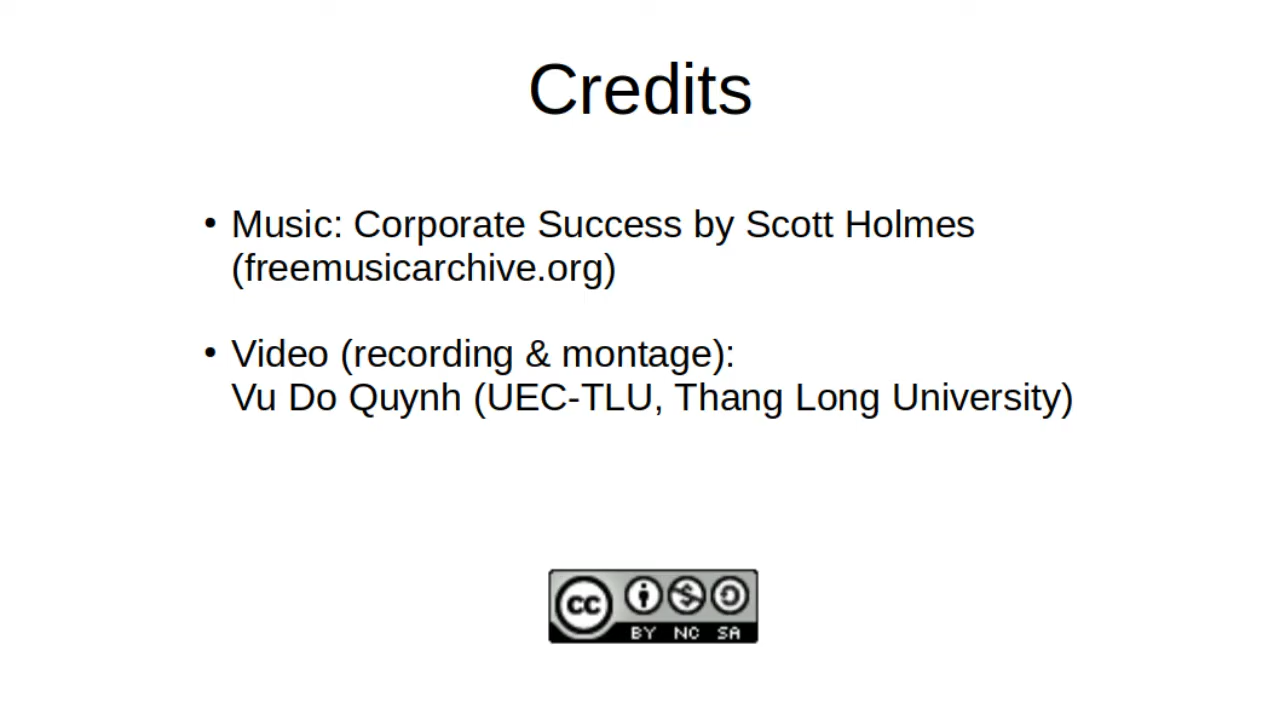 Credits
• Music: Corporate Success by Scott Holmes
(freemusicarchive.org)
• Video (recording & montage):
Vu Do Quynh (UEC-TLU, Thang Long University)
cc
BY NC SA